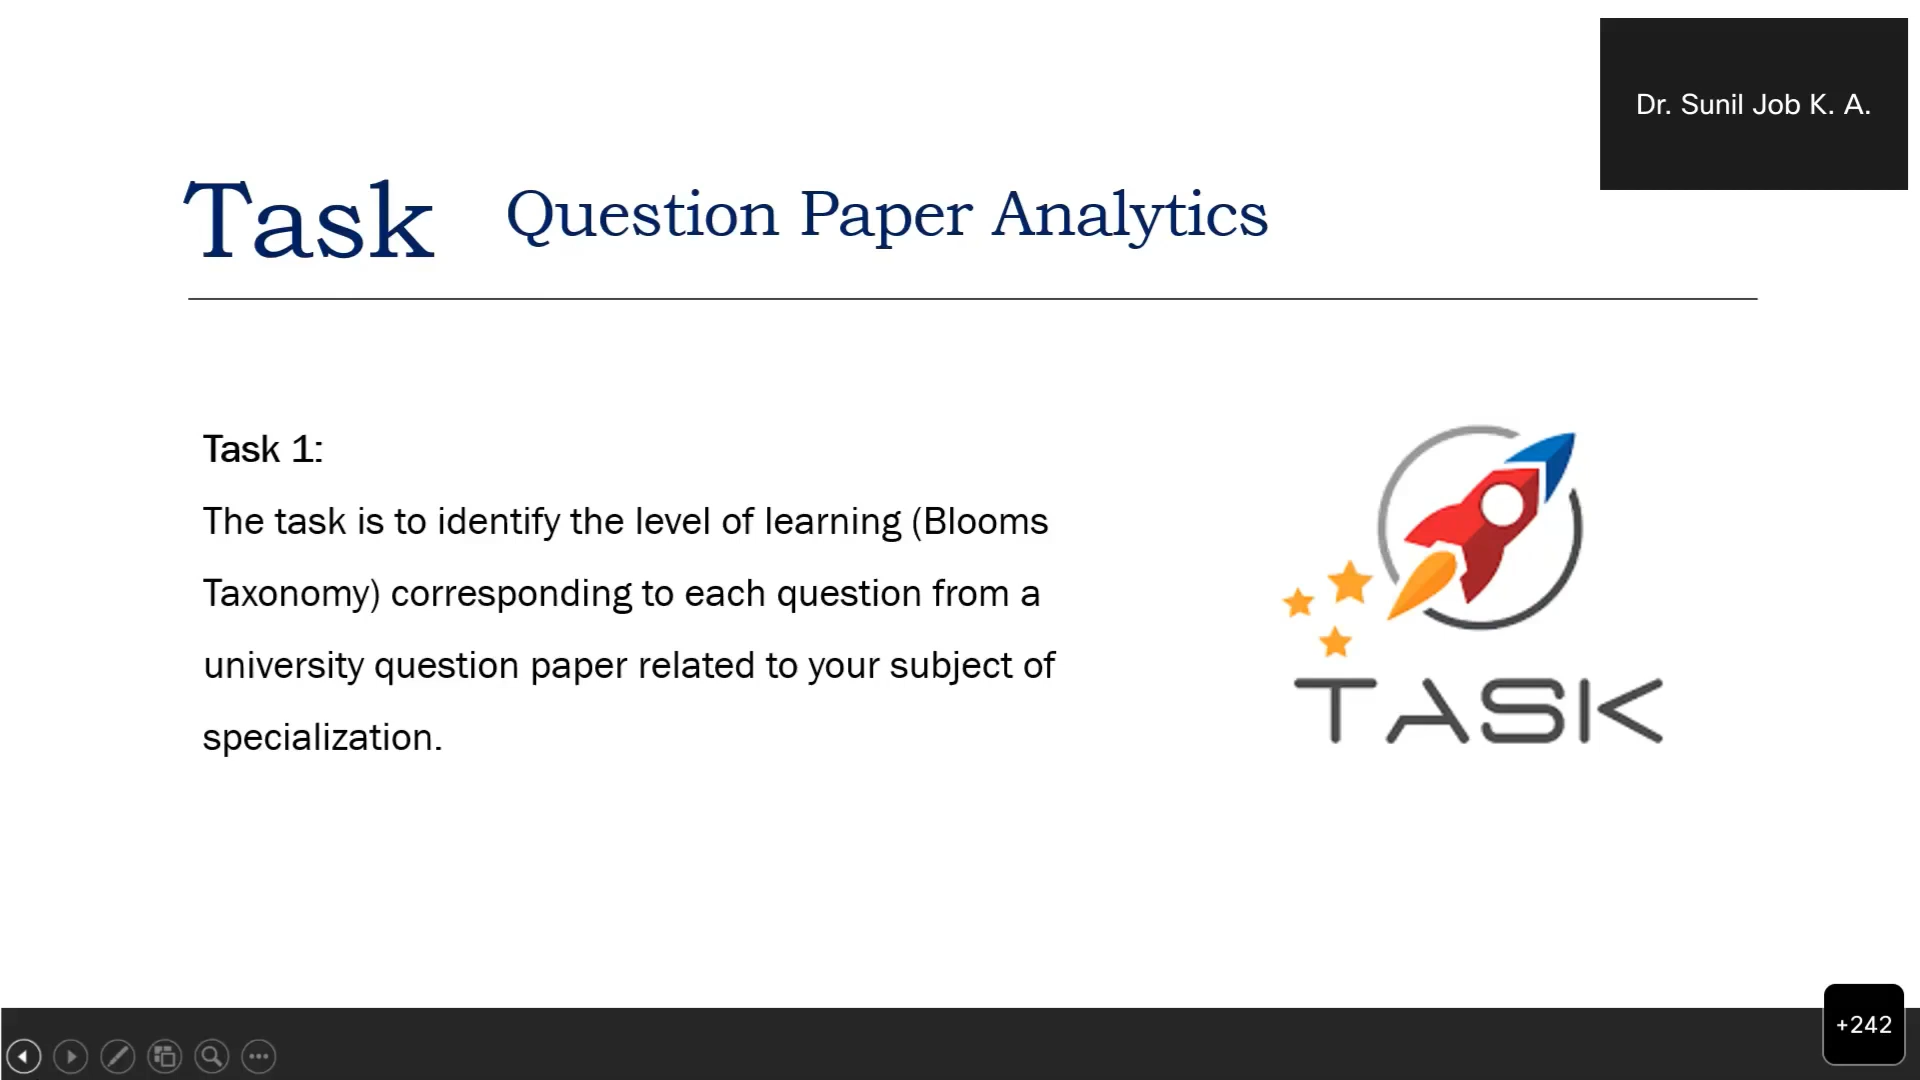 Dr. Sunil Job K. A.
Task Question Paper Analytics
Task 1:
The task is to identify the level of learning (Blooms
Taxonomy) corresponding to each question from a
university question paper related to your subject of
specialization.
TASK
+242